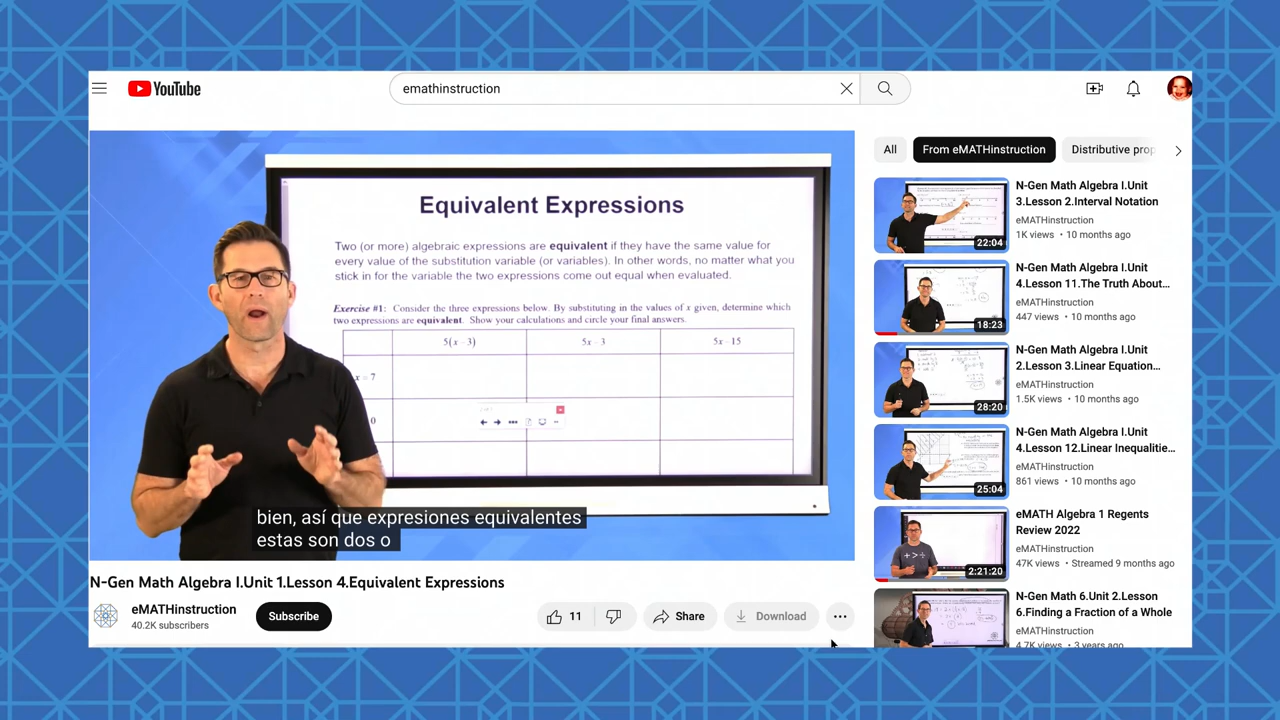 YouTube
emathinstruction
Equivalent Expressions
Two (or more) algebraic expressions are equivalent if they have the same value for
every value of the substitution variable (or variables). In other words, no matter what you
stick in for the variable the two expressions come out equal when evaluated.
Exercise #1: Consider the three expressions below. By substituting in the values of x given, determine which
two expressions are equivalent. Show your calculations and circle your final answers.
5(x - 3) 5x - 3 5x - 15
x = 7
0
bien, así que expresiones equivalentes
estas son dos o
N-Gen Math Algebra I.Unit 1.Lesson 4.Equivalent Expressions
eMATHinstruction
40.2K subscribers
Subscribe
11
Share
Download
All
From eMATHinstruction
Distributive prop
N-Gen Math Algebra I.Unit
3.Lesson 2.Interval Notation
eMATHinstruction
1K views • 10 months ago
22:04
N-Gen Math Algebra I.Unit
4.Lesson 11.The Truth About...
eMATHinstruction
447 views • 10 months ago
18:23
N-Gen Math Algebra I.Unit
2.Lesson 3.Linear Equation...
eMATHinstruction
1.5K views • 10 months ago
28:20
N-Gen Math Algebra I.Unit
4.Lesson 12.Linear Inequalitie...
eMATHinstruction
861 views • 10 months ago
25:04
eMATH Algebra 1 Regents
Review 2022
eMATHinstruction
47K views • Streamed 9 months ago
2:21:20
N-Gen Math 6.Unit 2.Lesson
6.Finding a Fraction of a Whole
eMATHinstruction
4.7K views • 3 years ago